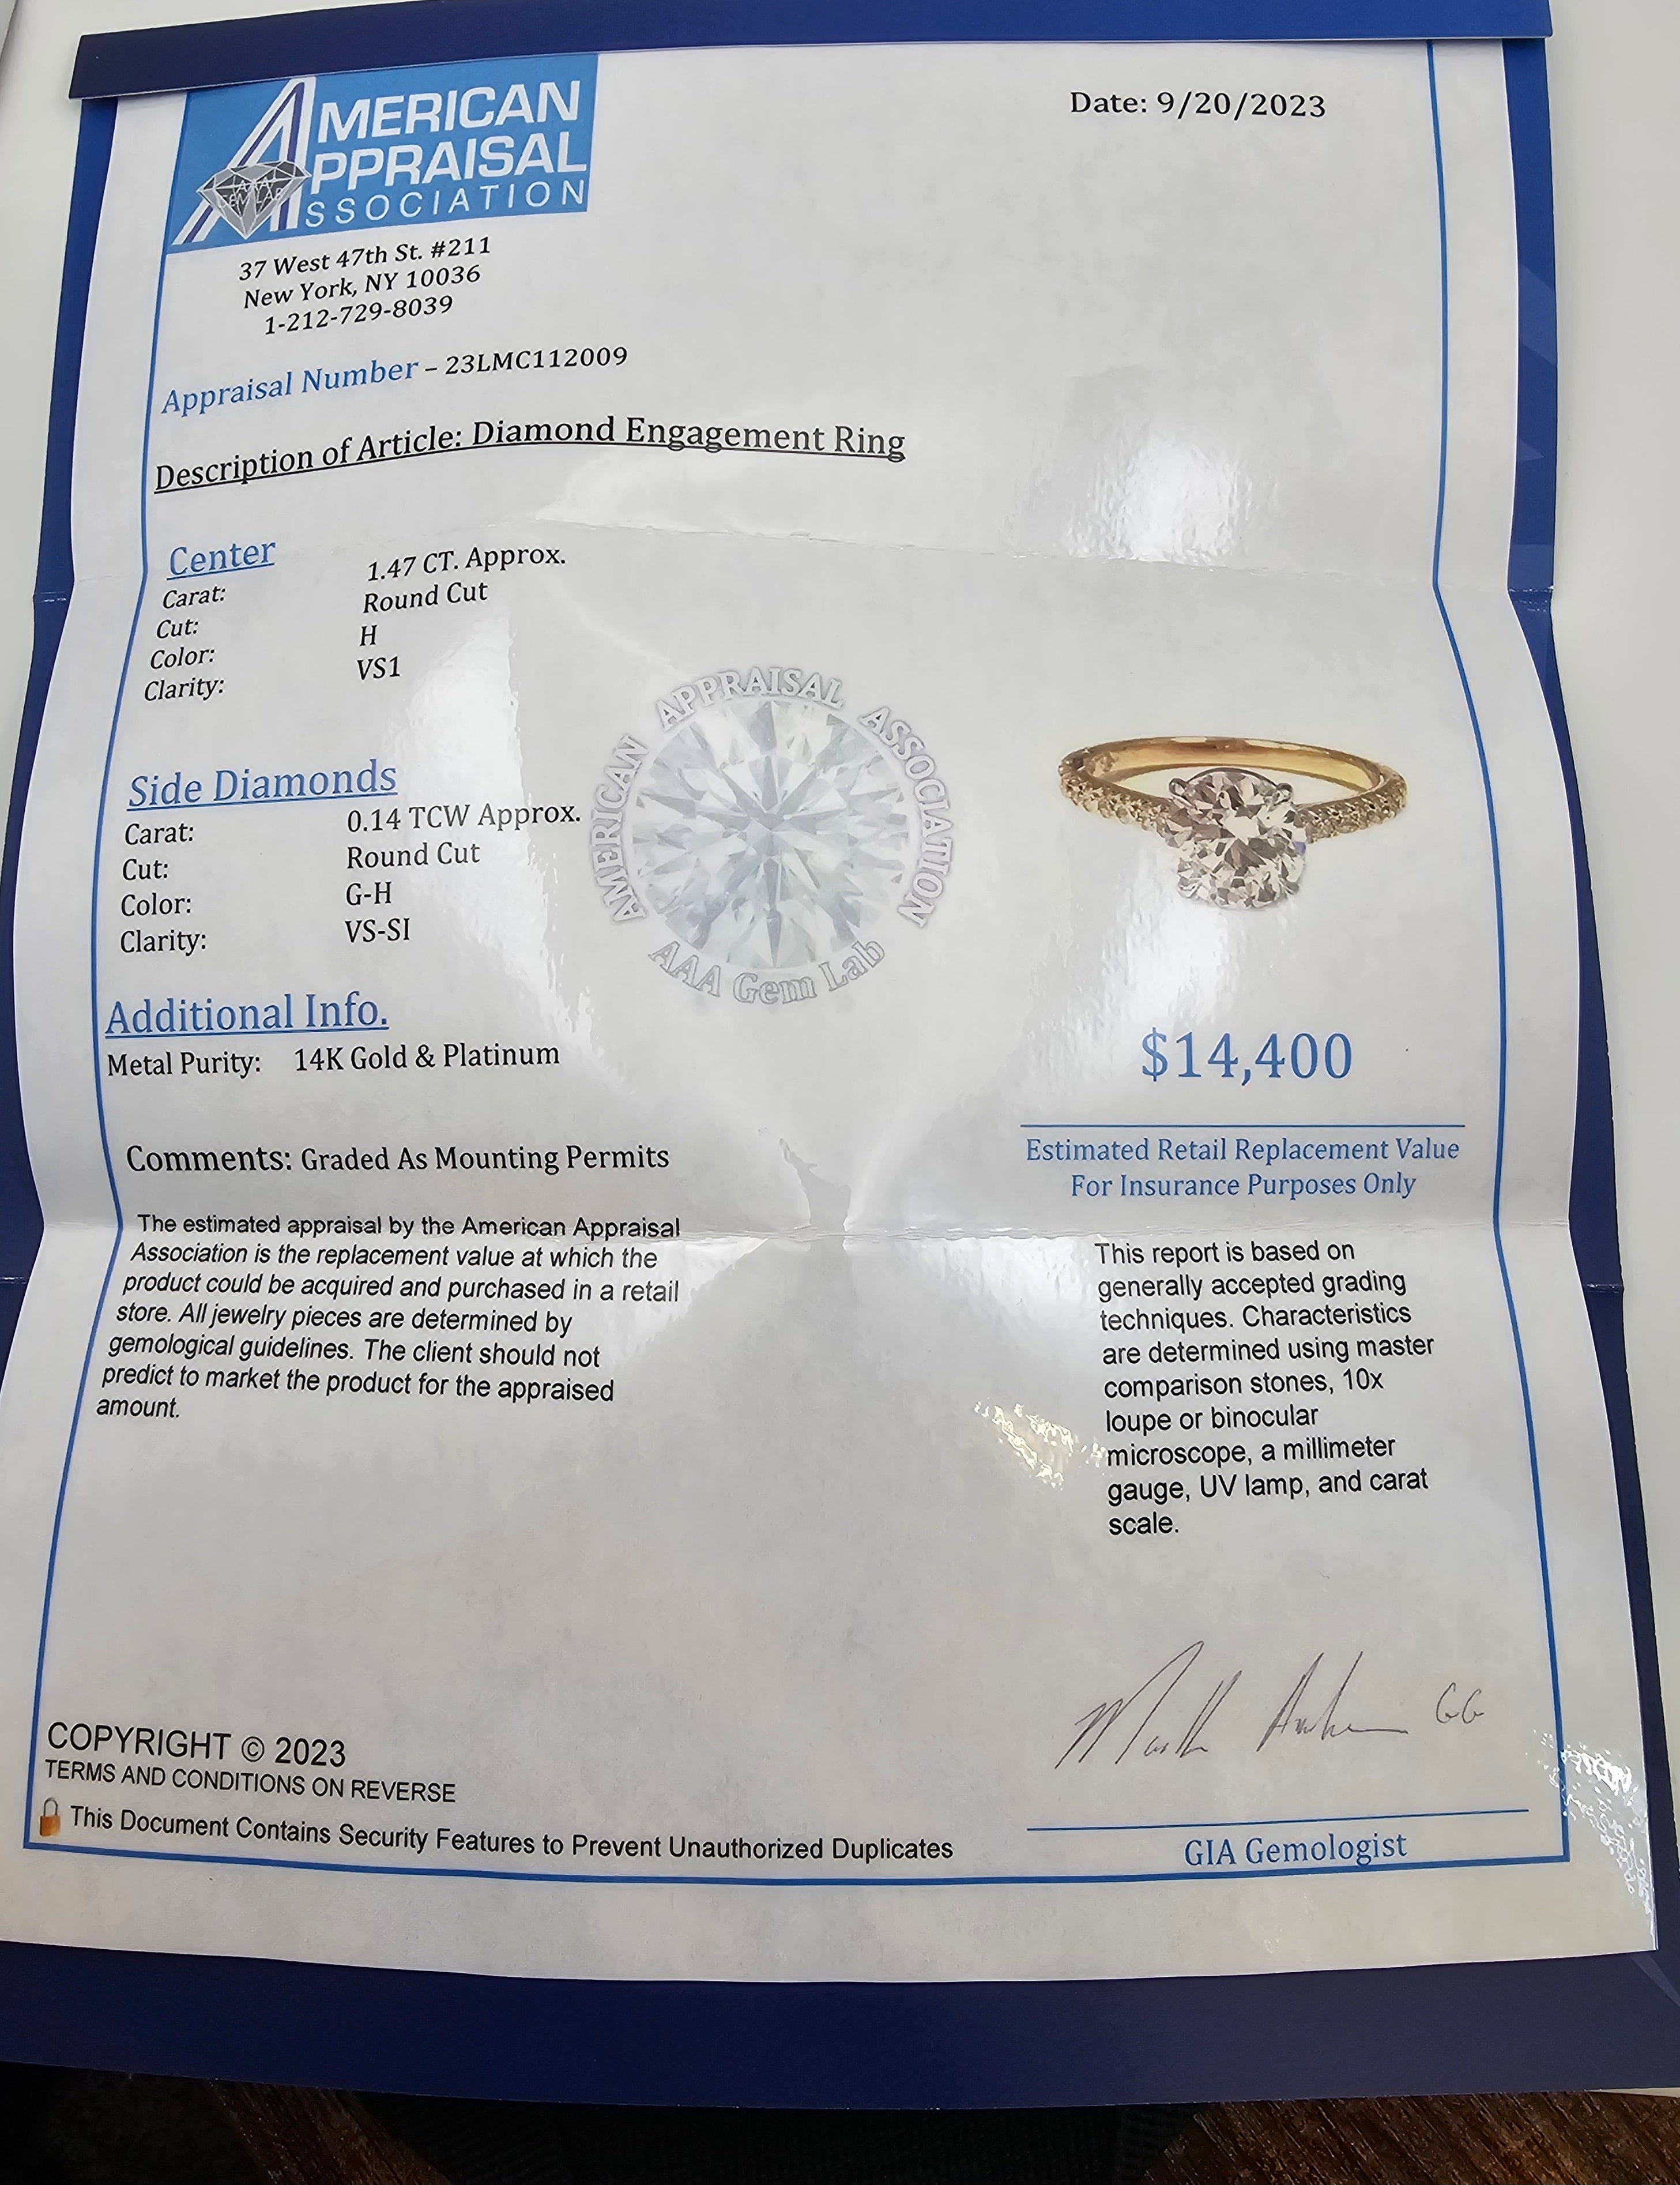 AMERICAN
APPRAISAL
ASSOCIATION
AAA
GEM LAB
Date: 9/20/2023
37 West 47th St. #211
New York, NY 10036
1-212-729-8039
Appraisal Number – 23LMC112009
Description of Article: Diamond Engagement Ring
Center
Carat: 1.47 CT. Approx.
Cut: Round Cut
Color: H
Clarity: VS1
Side Diamonds
Carat: 0.14 TCW Approx.
Cut: Round Cut
Color: G-H
Clarity: VS-SI
AMERICAN APPRAISAL ASSOCIATION
AAA Gem Lab
Additional Info.
Metal Purity: 14K Gold & Platinum
$14,400
Estimated Retail Replacement Value
For Insurance Purposes Only
Comments: Graded As Mounting Permits
The estimated appraisal by the American Appraisal
Association is the replacement value at which the
product could be acquired and purchased in a retail
store. All jewelry pieces are determined by
gemological guidelines. The client should not
predict to market the product for the appraised
amount.
This report is based on
generally accepted grading
techniques. Characteristics
are determined using master
comparison stones, 10x
loupe or binocular
microscope, a millimeter
gauge, UV lamp, and carat
scale.
GG
GIA Gemologist
COPYRIGHT © 2023
TERMS AND CONDITIONS ON REVERSE
This Document Contains Security Features to Prevent Unauthorized Duplicates